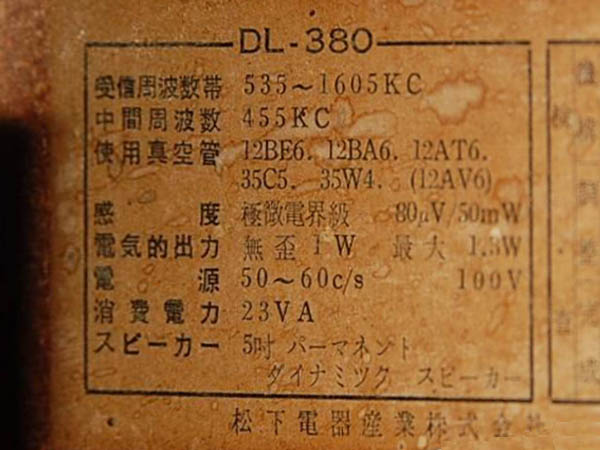 DL-380
受信周波数帯 535～1605KC
中間周波数 455KC
使用真空管 12BE6. 12BA6. 12AT6.
35C5. 35W4. (12AV6)
感度 極微電界級 80μV/50mW
電気的出力 無歪 1W 最大 1.3W
電源 50～60c/s 100V
消費電力 23VA
スピーカー 5吋 パーマネント
ダイナミツク スピーカー
松下電器産業株式会社